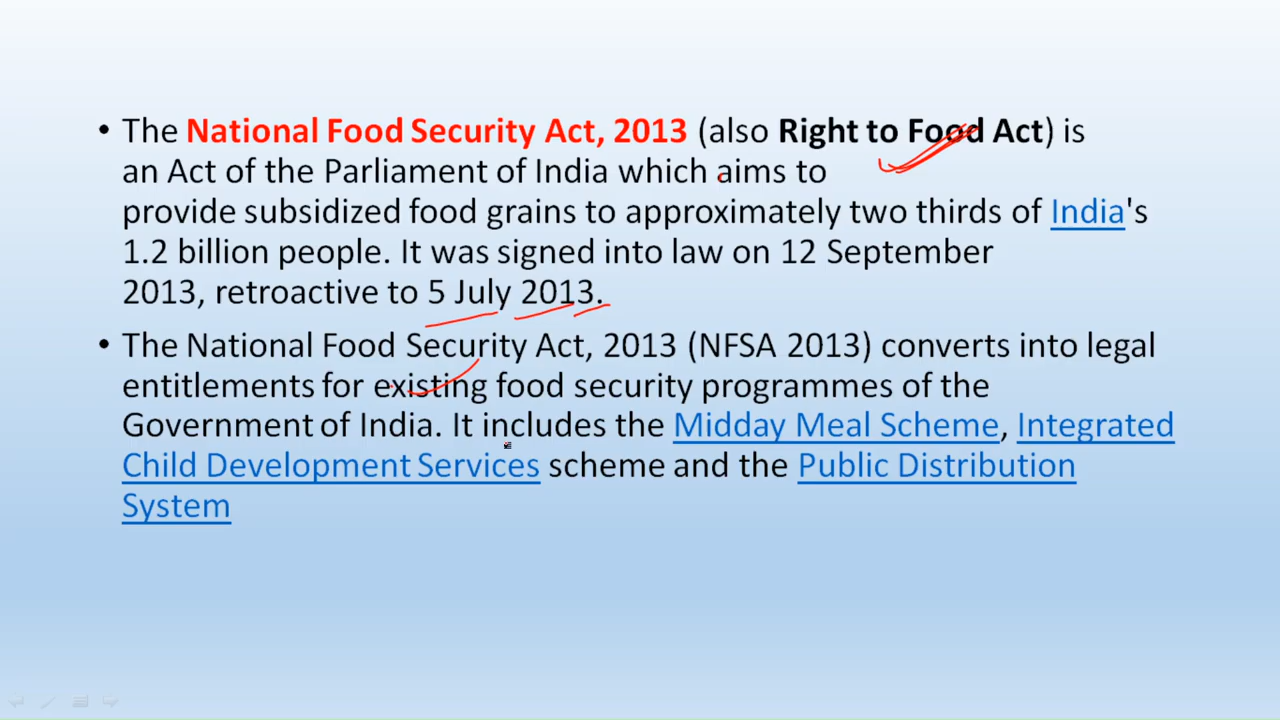 • The National Food Security Act, 2013 (also Right to Food Act) is
an Act of the Parliament of India which aims to
provide subsidized food grains to approximately two thirds of India's
1.2 billion people. It was signed into law on 12 September
2013, retroactive to 5 July 2013.
• The National Food Security Act, 2013 (NFSA 2013) converts into legal
entitlements for existing food security programmes of the
Government of India. It includes the Midday Meal Scheme, Integrated
Child Development Services scheme and the Public Distribution
System